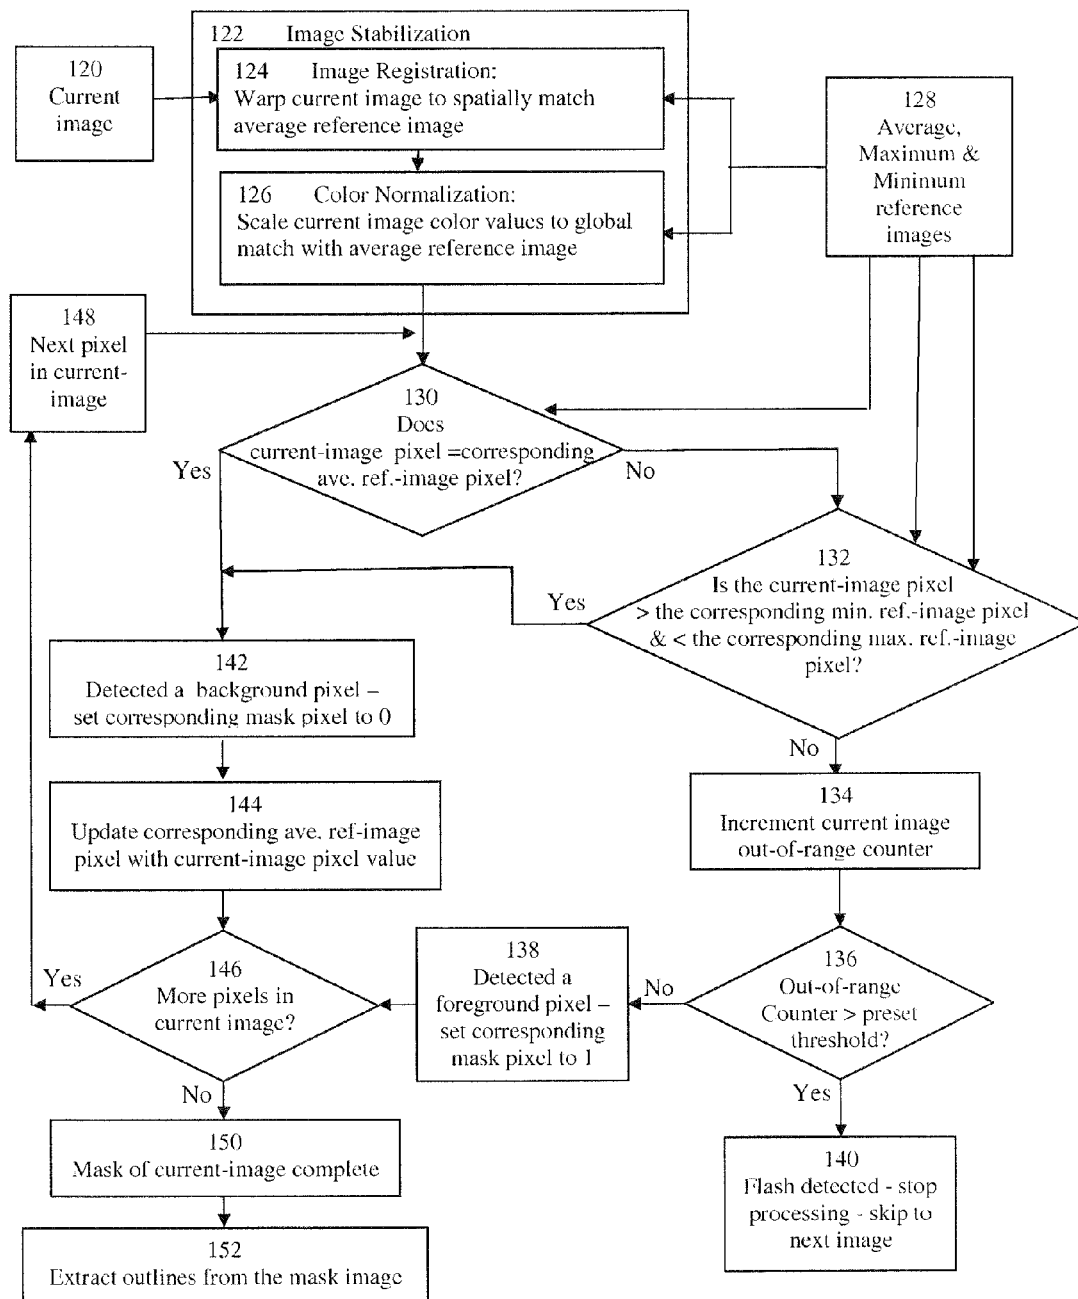 122 Image Stabilization
124 Image Registration:
Warp current image to spatially match
average reference image
120
Current
image
128
Average,
Maximum &
Minimum
reference
images
126 Color Normalization:
Scale current image color values to global
match with average reference image
148
Next pixel
in current-
image
130
Does
current-image pixel =corresponding
ave. ref.-image pixel?
Yes
No
132
Is the current-image pixel
> the corresponding min. ref.-image pixel
& < the corresponding max. ref.-image
pixel?
Yes
No
142
Detected a background pixel –
set corresponding mask pixel to 0
144
Update corresponding ave. ref-image
pixel with current-image pixel value
134
Increment current image
out-of-range counter
136
Out-of-range
Counter > preset
threshold?
No
Yes
138
Detected a
foreground pixel –
set corresponding
mask pixel to 1
146
More pixels in
current image?
Yes
No
140
Flash detected - stop
processing - skip to
next image
150
Mask of current-image complete
152
Extract outlines from the mask image